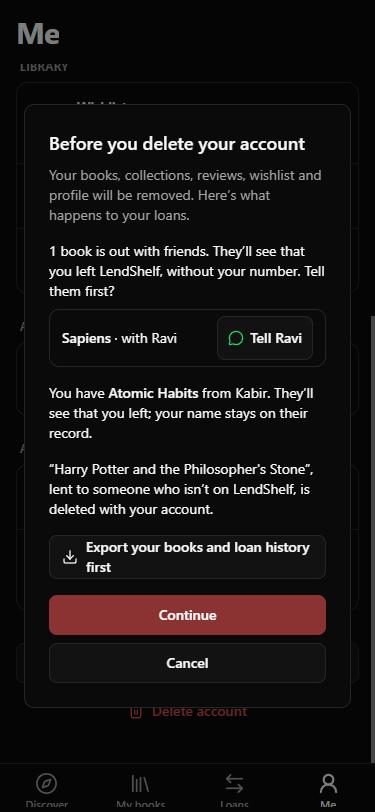 Me
LIBRARY
Before you delete your account
Your books, collections, reviews, wishlist and
profile will be removed. Here’s what
happens to your loans.
1 book is out with friends. They’ll see that
you left LendShelf, without your number. Tell
them first?
Sapiens · with Ravi
Tell Ravi
You have Atomic Habits from Kabir. They’ll
see that you left; your name stays on their
record.
“Harry Potter and the Philosopher's Stone”,
lent to someone who isn’t on LendShelf, is
deleted with your account.
Export your books and loan history
first
Continue
Cancel
Delete account
Discover
My books
Loans
Me